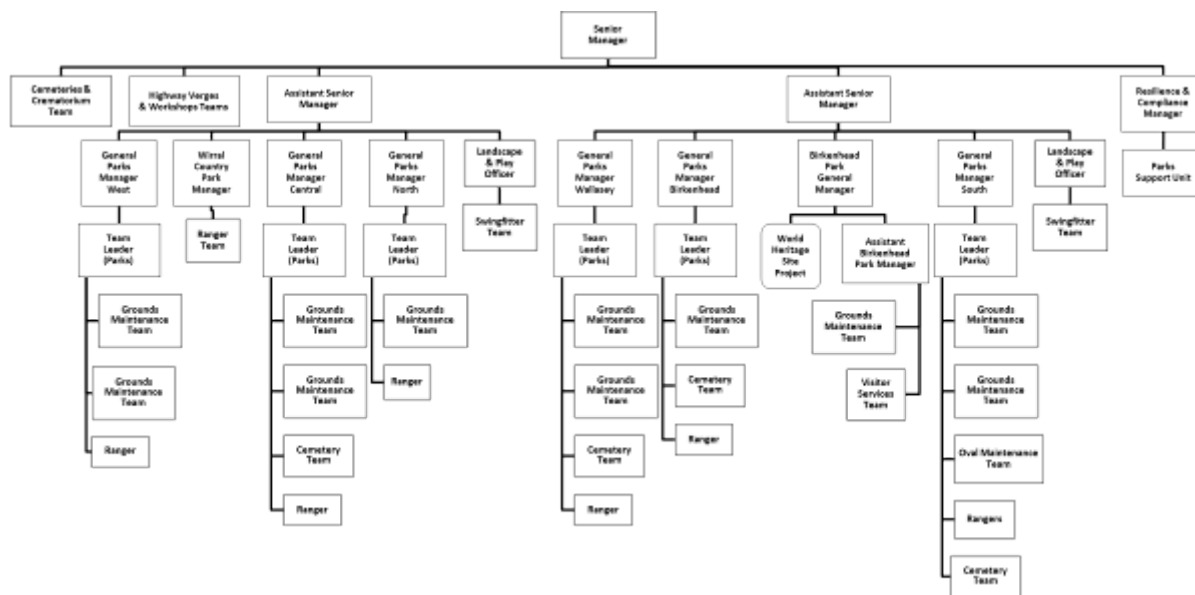 Senior
Manager
Cemeteries &
Crematorium
Team
Highway Verges
& Workshops Teams
Assistant Senior
Manager
Assistant Senior
Manager
Resilience &
Compliance
Manager
General
Parks
Manager
West
Wirral
Country
Park
Manager
General
Parks
Manager
Central
General
Parks
Manager
North
Landscape
& Play
Officer
General
Parks
Manager
Wallasey
General
Parks
Manager
Birkenhead
Birkenhead
Park
General
Manager
General
Parks
Manager
South
Landscape
& Play
Officer
Parks
Support Unit
Team
Leader
(Parks)
Ranger
Team
Team
Leader
(Parks)
Team
Leader
(Parks)
Swingfitter
Team
Team
Leader
(Parks)
Team
Leader
(Parks)
World
Heritage
Site
Project
Assistant
Birkenhead
Park Manager
Team
Leader
(Parks)
Swingfitter
Team
Grounds
Maintenance
Team
Grounds
Maintenance
Team
Grounds
Maintenance
Team
Grounds
Maintenance
Team
Grounds
Maintenance
Team
Grounds
Maintenance
Team
Grounds
Maintenance
Team
Grounds
Maintenance
Team
Grounds
Maintenance
Team
Ranger
Grounds
Maintenance
Team
Cemetery
Team
Visitor
Services
Team
Grounds
Maintenance
Team
Ranger
Cemetery
Team
Cemetery
Team
Ranger
Oval Maintenance
Team
Ranger
Ranger
Rangers
Cemetery
Team